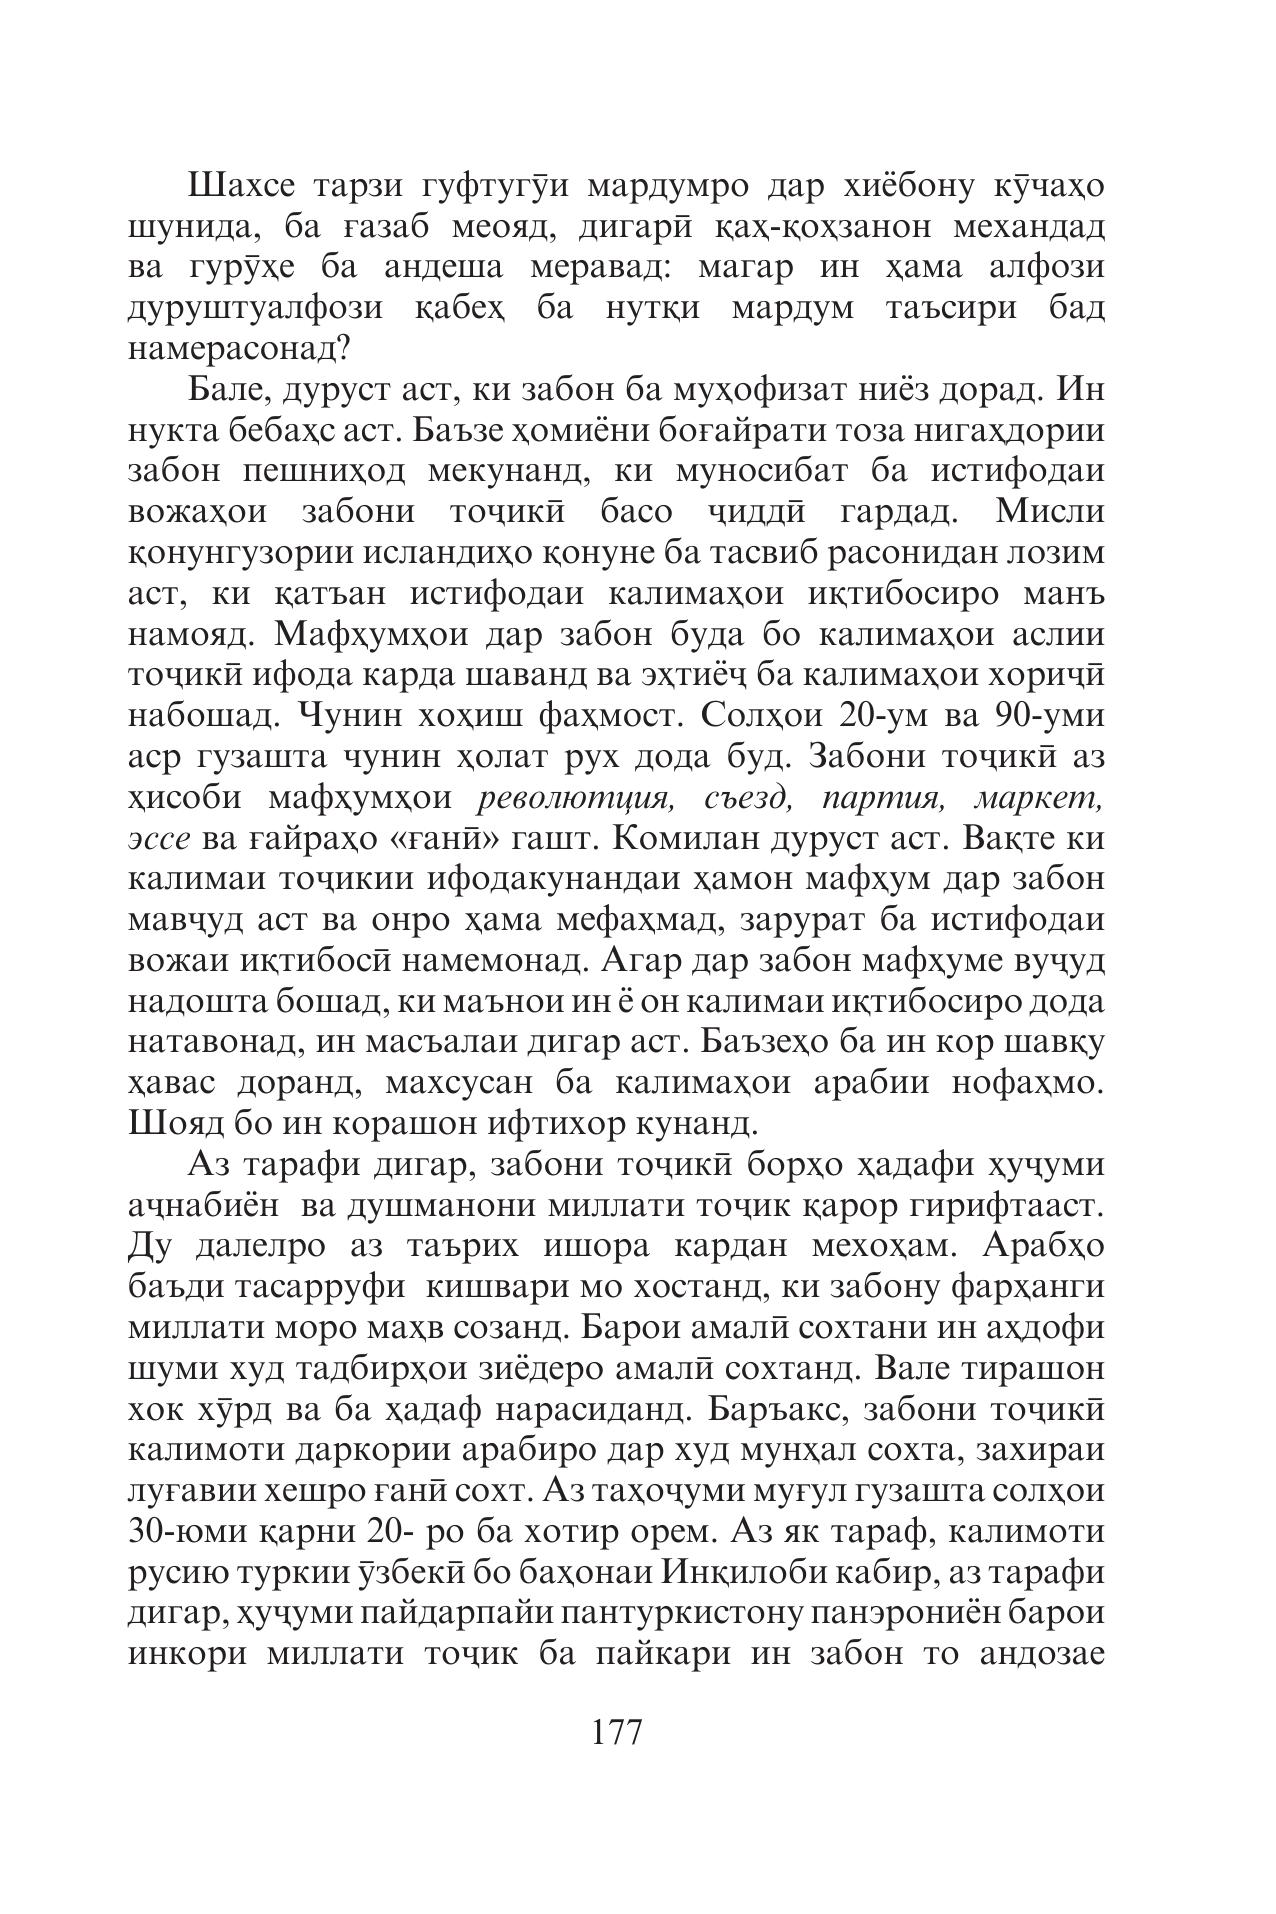 Шахсе тарзи гуфтугӯи мардумро дар хиёбону кӯчаҳо
шунида, ба ғазаб меояд, дигарӣ қаҳ-қоҳзанон механдад
ва гурӯҳе ба андеша меравад: магар ин ҳама алфози
дуруштуалфози қабеҳ ба нутқи мардум таъсири бад
намерасонад?
Бале, дуруст аст, ки забон ба муҳофизат ниёз дорад. Ин
нукта бебаҳс аст. Баъзе ҳомиёни боғайрати тоза нигаҳдории
забон пешниҳод мекунанд, ки муносибат ба истифодаи
вожаҳои забони тоҷикӣ басо ҷиддӣ гардад. Мисли
қонунгузории исландиҳо қонуне ба тасвиб расонидан лозим
аст, ки қатъан истифодаи калимаҳои иқтибосиро манъ
намояд. Мафҳумҳои дар забон буда бо калимаҳои аслии
тоҷикӣ ифода карда шаванд ва эҳтиёҷ ба калимаҳои хориҷӣ
набошад. Чунин хоҳиш фаҳмост. Солҳои 20-ум ва 90-уми
аср гузашта чунин ҳолат рух дода буд. Забони тоҷикӣ аз
ҳисоби мафҳумҳои револютция, съезд, партия, маркет,
эссе ва ғайраҳо «ғанӣ» гашт. Комилан дуруст аст. Вақте ки
калимаи тоҷикии ифодакунандаи ҳамон мафҳум дар забон
мавҷуд аст ва онро ҳама мефаҳмад, зарурат ба истифодаи
вожаи иқтибосӣ намемонад. Агар дар забон мафҳуме вуҷуд
надошта бошад, ки маънои ин ё он калимаи иқтибосиро дода
натавонад, ин масъалаи дигар аст. Баъзеҳо ба ин кор шавқу
ҳавас доранд, махсусан ба калимаҳои арабии нофаҳмо.
Шояд бо ин корашон ифтихор кунанд.
Аз тарафи дигар, забони тоҷикӣ борҳо ҳадафи ҳуҷуми
аҷнабиён  ва душманони миллати тоҷик қарор гирифтааст.
Ду далелро аз таърих ишора кардан мехоҳам. Арабҳо
баъди тасарруфи  кишвари мо хостанд, ки забону фарҳанги
миллати моро маҳв созанд. Барои амалӣ сохтани ин аҳдофи
шуми худ тадбирҳои зиёдеро амалӣ сохтанд. Вале тирашон
хок хӯрд ва ба ҳадаф нарасиданд. Баръакс, забони тоҷикӣ
калимоти даркории арабиро дар худ мунҳал сохта, захираи
луғавии хешро ғанӣ сохт. Аз таҳоҷуми муғул гузашта солҳои
30-юми қарни 20- ро ба хотир орем. Аз як тараф, калимоти
русию туркии ӯзбекӣ бо баҳонаи Инқилоби кабир, аз тарафи
дигар, ҳуҷуми пайдарпайи пантуркистону панэрониён барои
инкори миллати тоҷик ба пайкари ин забон то андозае
177